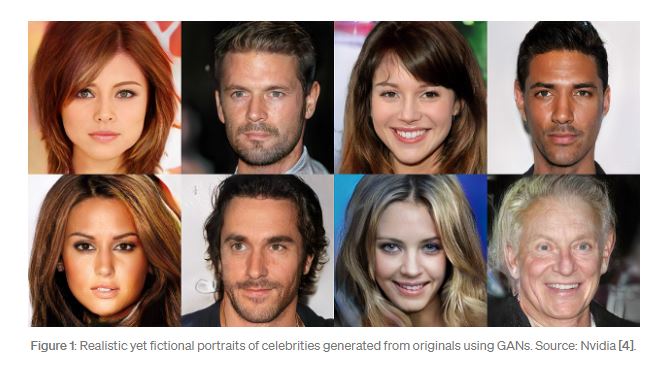 Figure 1: Realistic yet fictional portraits of celebrities generated from originals using GANs. Source: Nvidia [4].